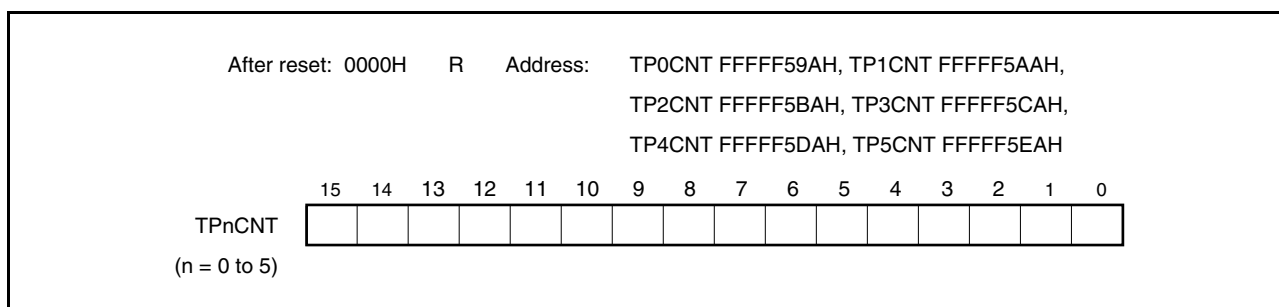 After reset: 0000H R Address: TP0CNT FFFFF59AH, TP1CNT FFFFF5AAH,
TP2CNT FFFFF5BAH, TP3CNT FFFFF5CAH,
TP4CNT FFFFF5DAH, TP5CNT FFFFF5EAH
15 14 13 12 11 10 9 8 7 6 5 4 3 2 1 0
TPnCNT
(n = 0 to 5)